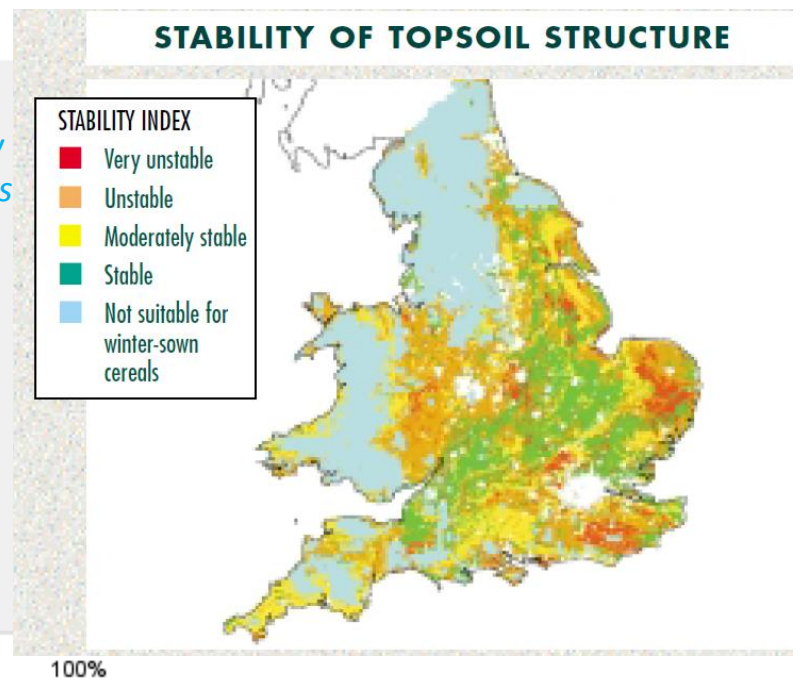 STABILITY OF TOPSOIL STRUCTURE
STABILITY INDEX
Very unstable
Unstable
Moderately stable
Stable
Not suitable for
winter-sown
cereals
100%